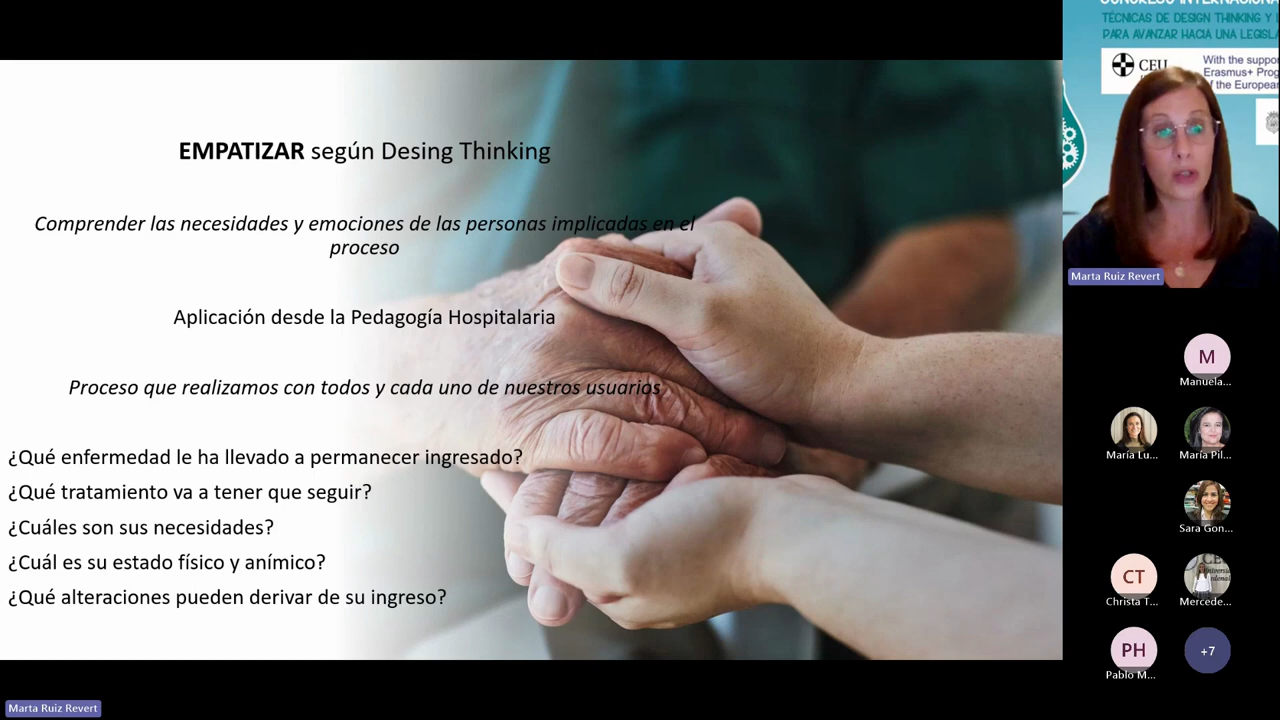 EMPATIZAR según Desing Thinking
Comprender las necesidades y emociones de las personas implicadas en el
proceso
Aplicación desde la Pedagogía Hospitalaria
Proceso que realizamos con todos y cada uno de nuestros usuarios
¿Qué enfermedad le ha llevado a permanecer ingresado?
¿Qué tratamiento va a tener que seguir?
¿Cuáles son sus necesidades?
¿Cuál es su estado físico y anímico?
¿Qué alteraciones pueden derivar de su ingreso?
Marta Ruiz Revert
CONGRESO INTERNACIONA
TÉCNICAS DE DESIGN THINKING Y
PARA AVANZAR HACIA UNA LEGISLA
CEU
With the suppo
Erasmus+ Prog
of the Europea
Marta Ruiz Revert
M
Manuela...
María Lu...
María Pil...
Sara Gon...
CT
Christa T...
Mercede...
PH
Pablo M...
+7